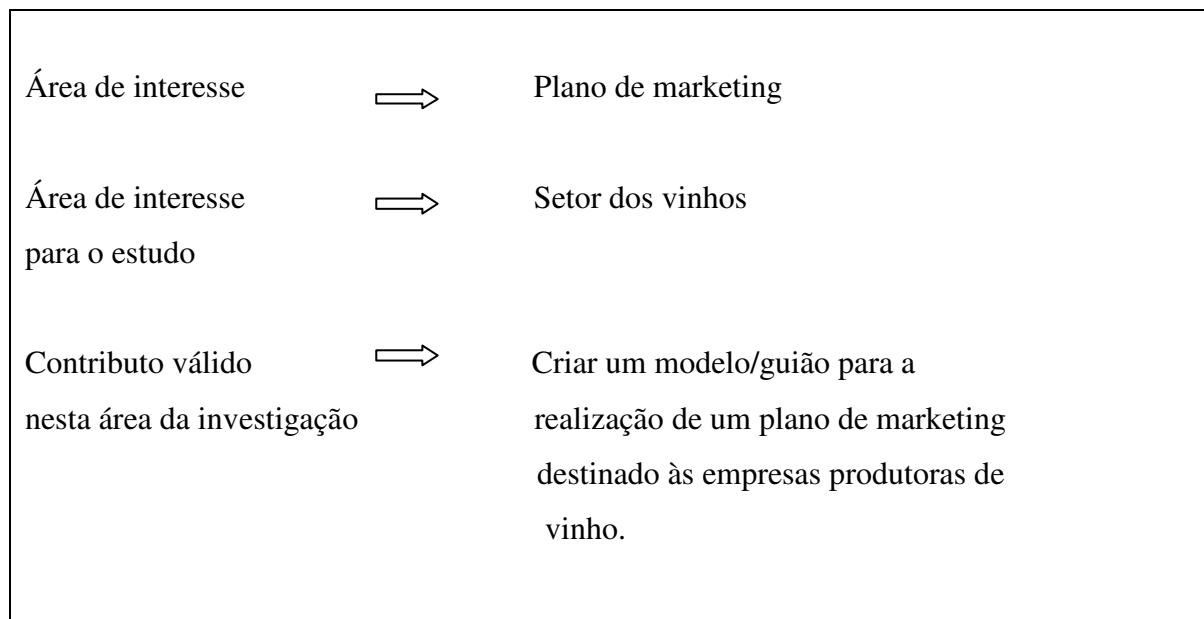 Área de interesse Plano de marketing
Área de interesse Setor dos vinhos
para o estudo
Contributo válido Criar um modelo/guião para a
nesta área da investigação realização de um plano de marketing
destinado às empresas produtoras de
vinho.